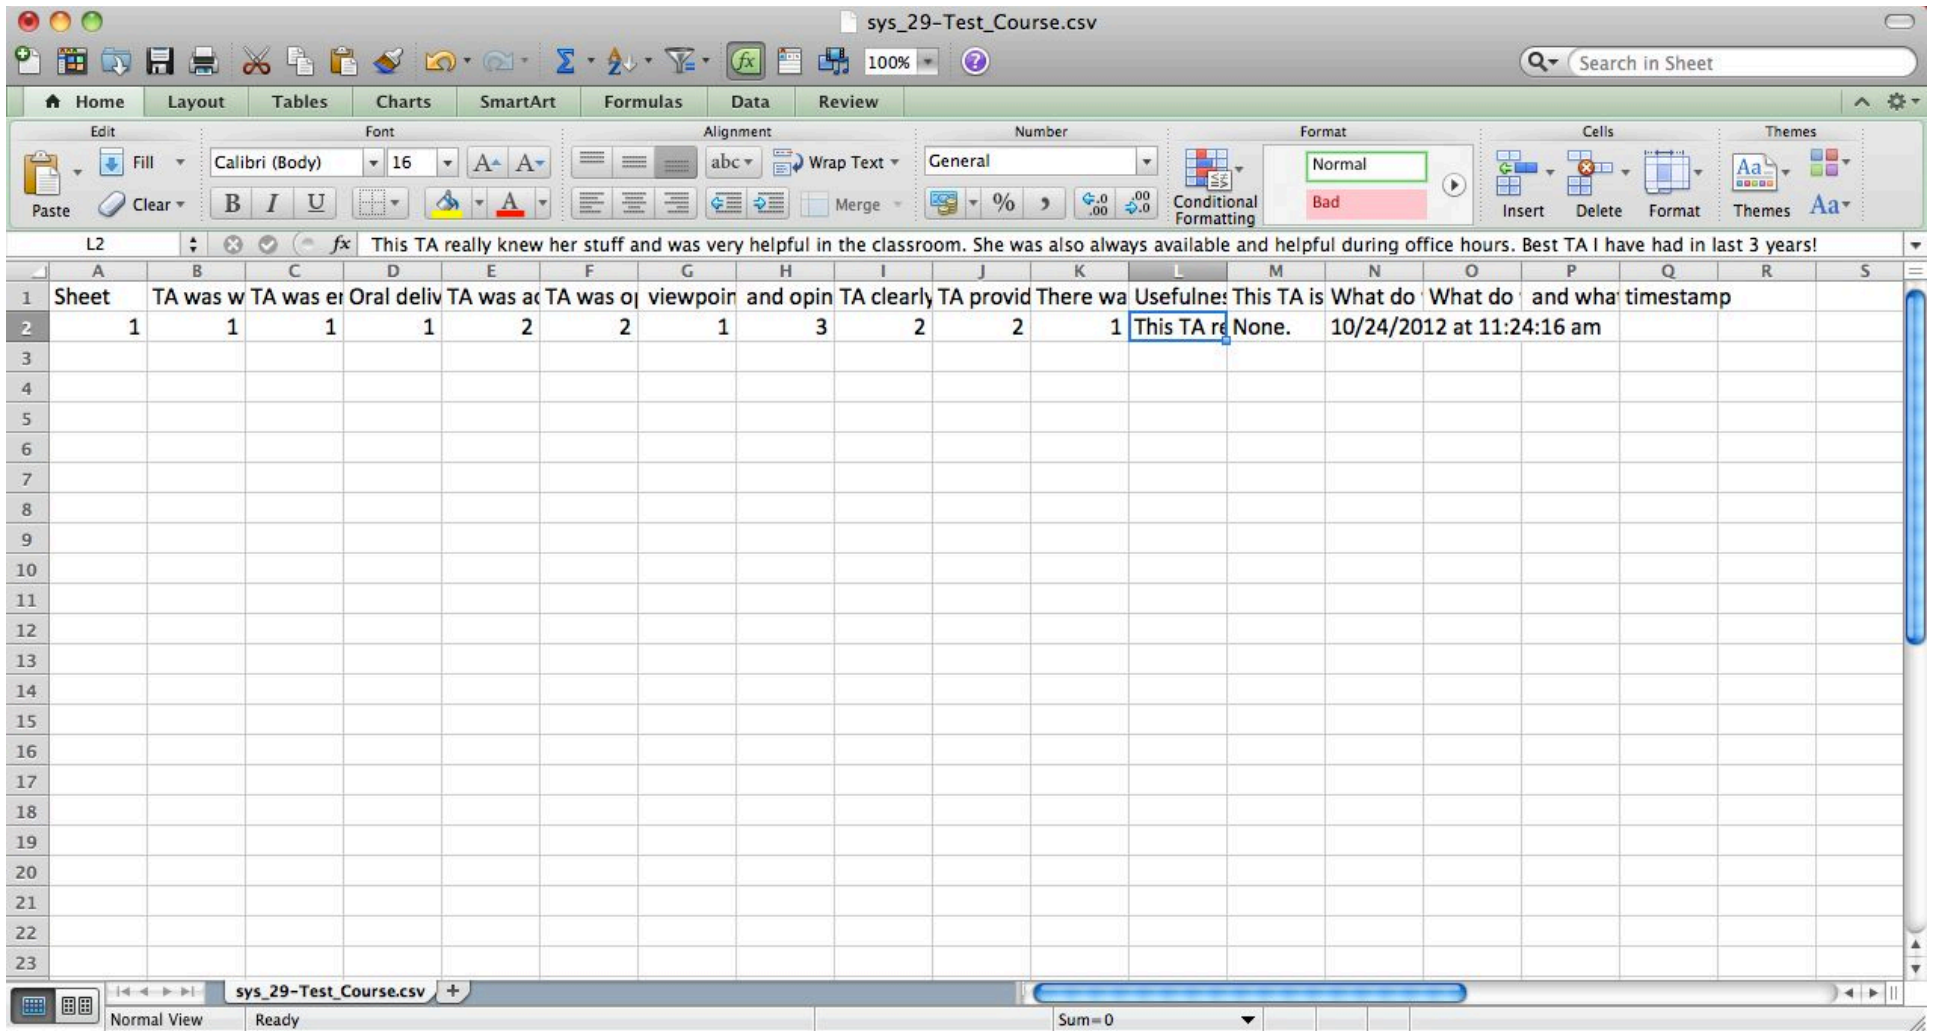 sys_29-Test_Course.csv
100%
Search in Sheet
Home Layout Tables Charts SmartArt Formulas Data Review
Edit Font Alignment Number Format Cells Themes
Fill Calibri (Body) 16 A A abc Wrap Text General Normal
Paste Clear B I U A Merge % Conditional Formatting Bad Insert Delete Format Themes Aa
L2 fx This TA really knew her stuff and was very helpful in the classroom. She was also always available and helpful during office hours. Best TA I have had in last 3 years!
A B C D E F G H I J K L M N O P Q R S
1 Sheet TA was w TA was er Oral deliv TA was ac TA was o viewpoin and opin TA clearly TA provid There wa Usefulnes This TA is What do What do and what timestamp
2 1 1 1 1 2 2 1 3 2 2 1 This TA re None. 10/24/2012 at 11:24:16 am
3
4
5
6
7
8
9
10
11
12
13
14
15
16
17
18
19
20
21
22
23
sys_29-Test_Course.csv
Normal View Ready Sum=0